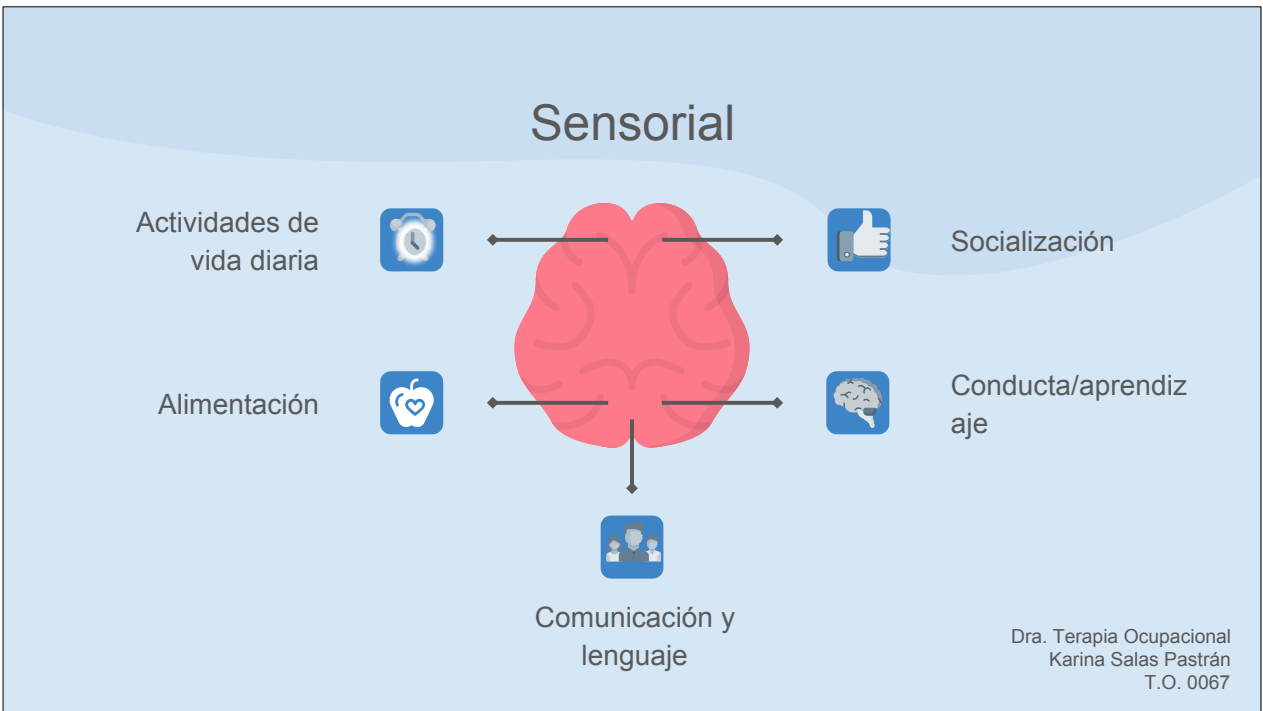 Sensorial
Actividades de
vida diaria
Socialización
Alimentación
Conducta/aprendiz
aje
Comunicación y
lenguaje
Dra. Terapia Ocupacional
Karina Salas Pastrán
T.O. 0067